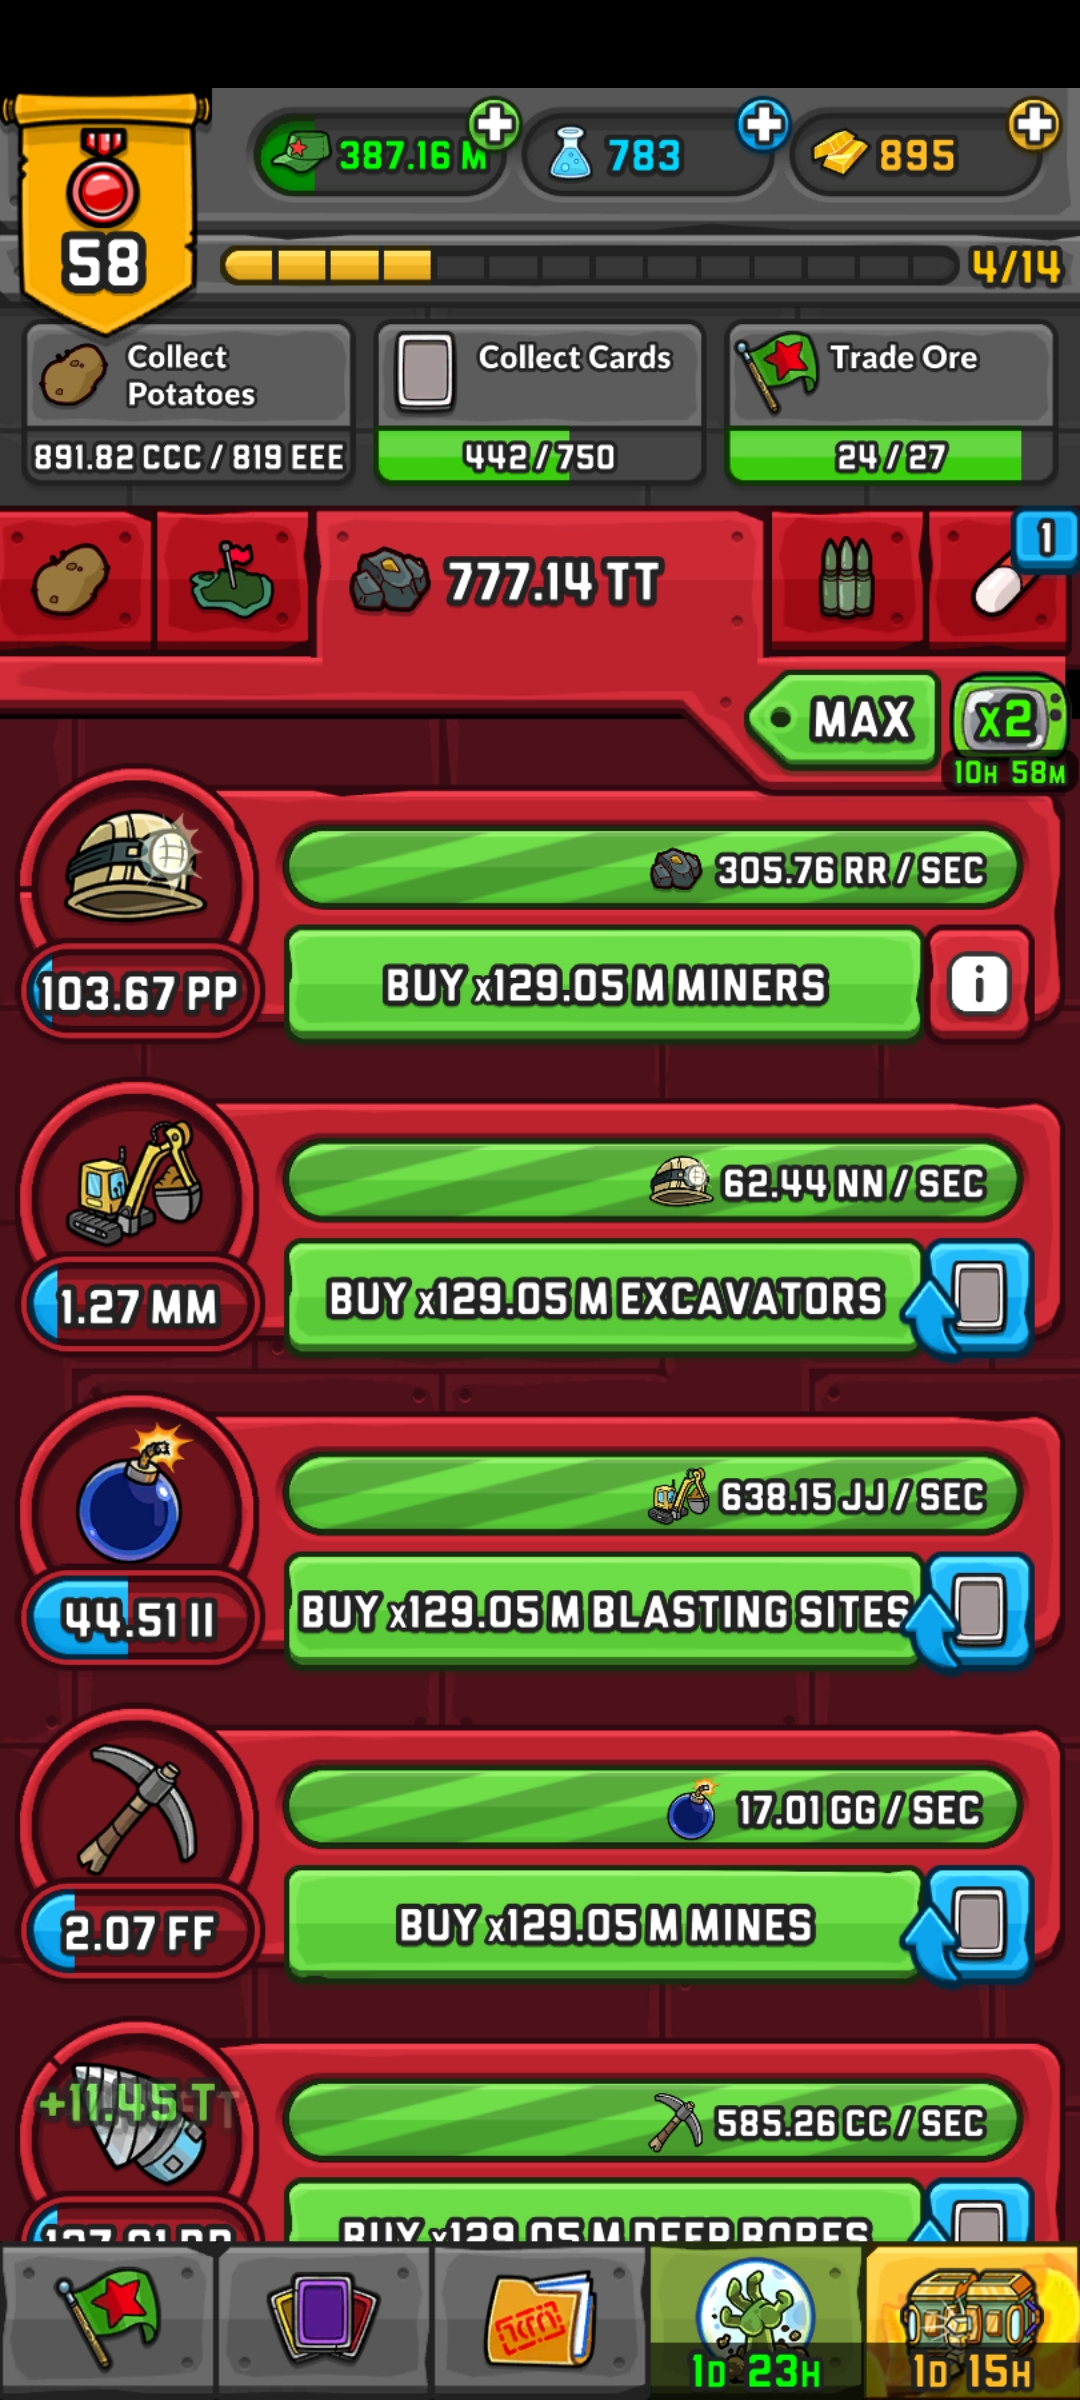 387.16 M
783
895
58
4/14
Collect
Potatoes
Collect Cards
Trade Ore
891.82 CCC / 819 EEE
442 / 750
24 / 27
1
777.14 TT
MAX
x2
10H 58M
305.76 RR / SEC
103.67 PP
BUY x129.05 M MINERS
i
62.44 NN / SEC
1.27 MM
BUY x129.05 M EXCAVATORS
638.15 JJ / SEC
44.51 II
BUY x129.05 M BLASTING SITES
17.01 GG / SEC
2.07 FF
BUY x129.05 M MINES
+11.45 TT
585.26 CC / SEC
BUY x129.05 M DEEP BORES
1D 23H
1D 15H